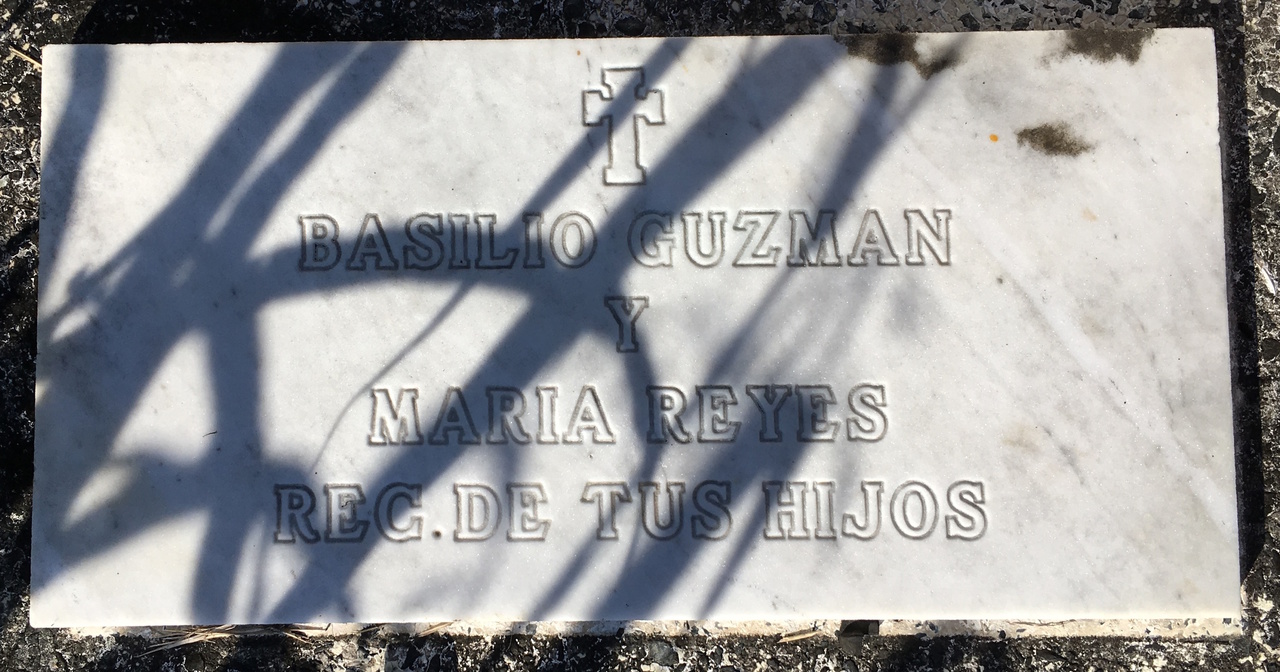 BASILIO GUZMAN
Y
MARIA REYES
REC.DE TUS HIJOS